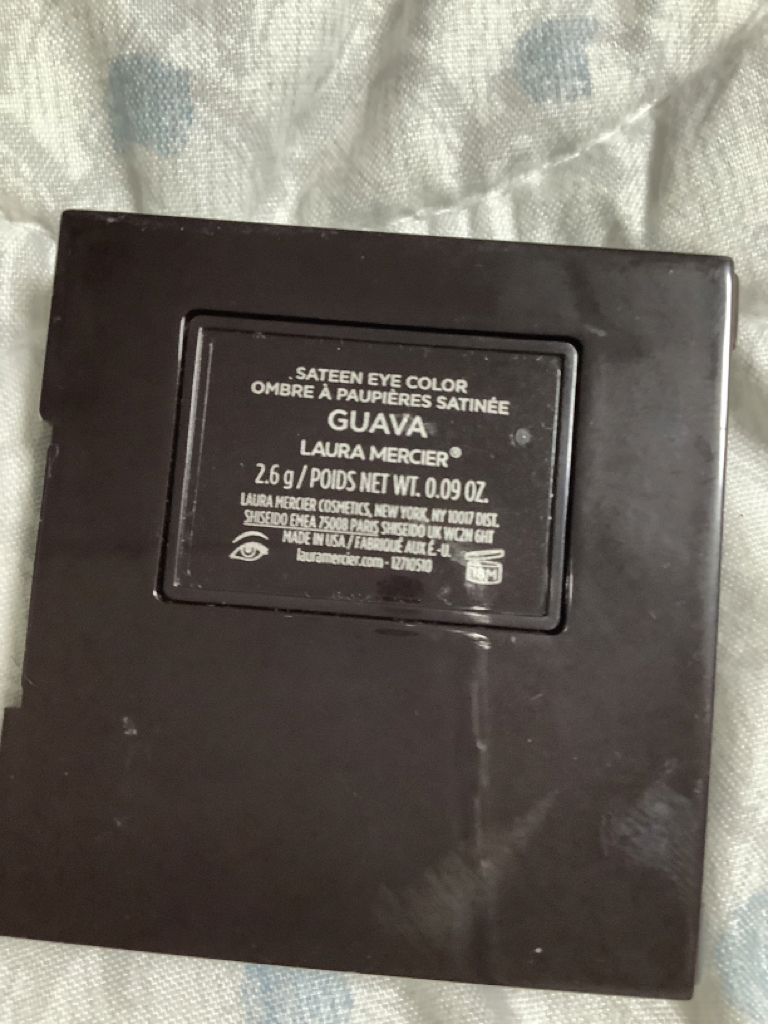 SATEEN EYE COLOR
OMBRE À PAUPIÈRES SATINÉE
GUAVA
LAURA MERCIER®
2.6 g / POIDS NET WT. 0.09 OZ.
LAURA MERCIER COSMETICS, NEW YORK, NY 10017 DIST.
SHISEIDO EMEA 75008 PARIS SHISEIDO UK WC2N 6HT
MADE IN USA / FABRIQUÉ AUX É.-U.
lauramercier.com - 12710510
18M